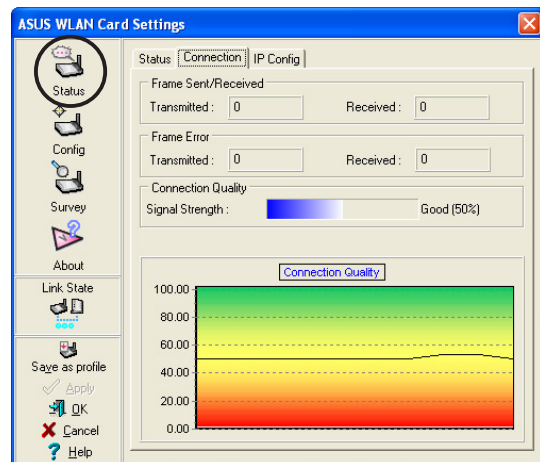 ASUS WLAN Card Settings
Status
Config
Survey
About
Link State
Save as profile
Apply
OK
Cancel
Help
Status Connection IP Config
Frame Sent/Received
Transmitted : 0 Received : 0
Frame Error
Transmitted : 0 Received : 0
Connection Quality
Signal Strength : Good (50%)
Connection Quality
100.00
80.00
60.00
40.00
20.00
0.00